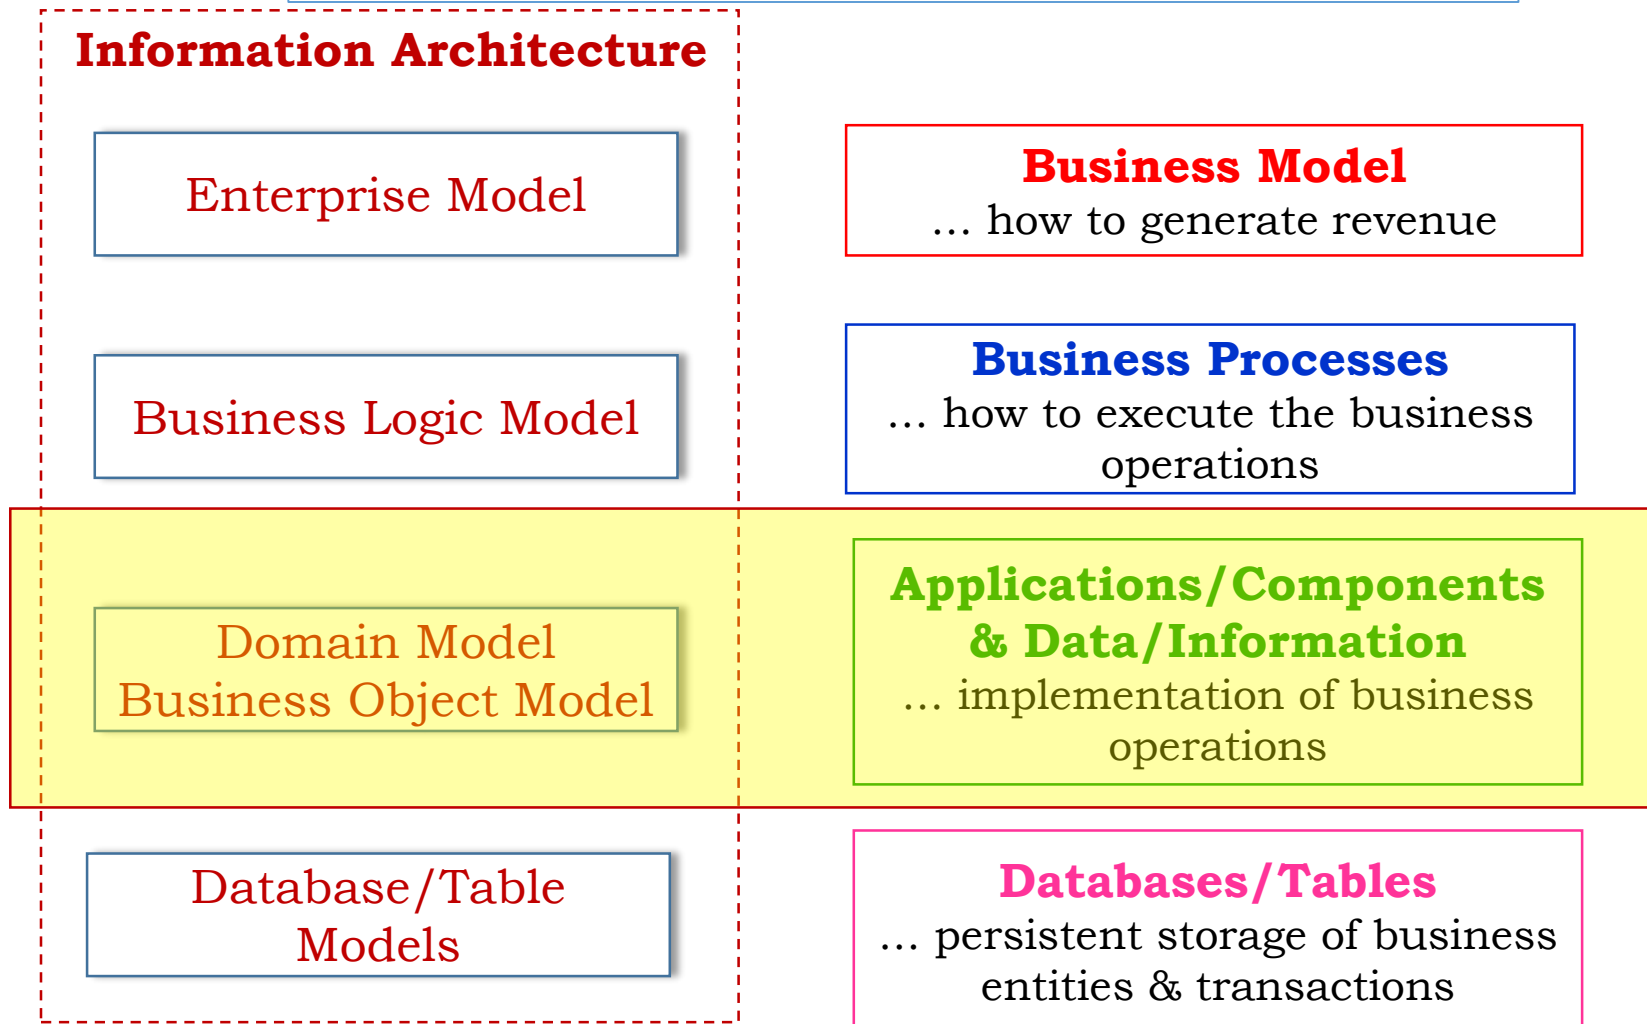 Information Architecture
Enterprise Model
Business Model
... how to generate revenue
Business Logic Model
Business Processes
... how to execute the business
operations
Domain Model
Business Object Model
Applications/Components
& Data/Information
... implementation of business
operations
Database/Table
Models
Databases/Tables
... persistent storage of business
entities & transactions